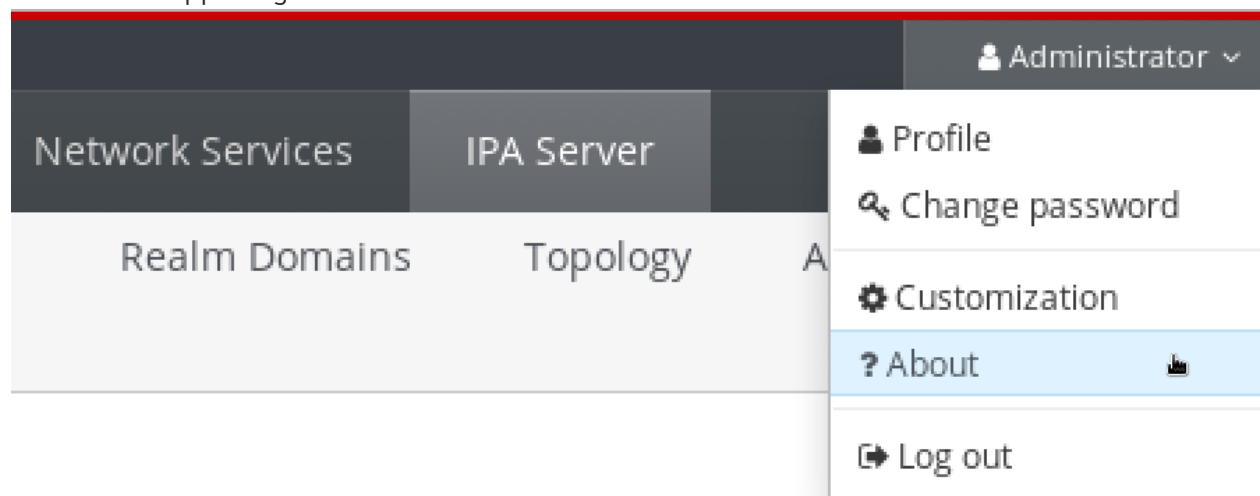 Administrator
Network Services
IPA Server
Profile
Change password
Realm Domains
Topology
A
Customization
? About
Log out